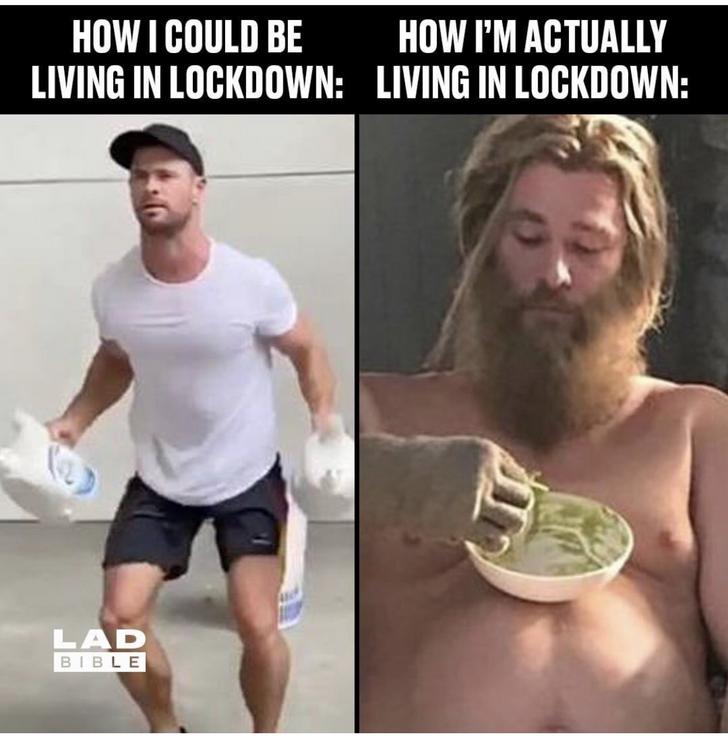 HOW I COULD BE
LIVING IN LOCKDOWN:
HOW I'M ACTUALLY
LIVING IN LOCKDOWN:
LAD
BIBLE